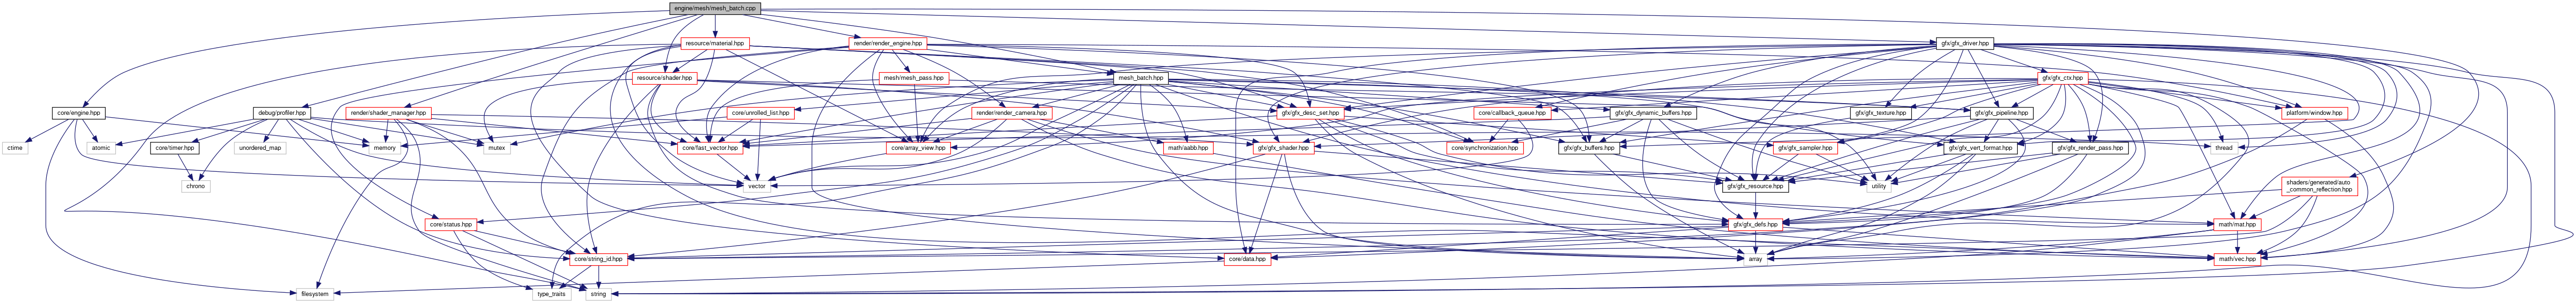 engine/mesh/mesh_batch.cpp
resource/material.hpp
render/render_engine.hpp
gfx/gfx_driver.hpp
resource/shader.hpp
mesh/mesh_pass.hpp
mesh_batch.hpp
gfx/gfx_ctx.hpp
core/engine.hpp
debug/profiler.hpp
render/shader_manager.hpp
core/unrolled_list.hpp
render/render_camera.hpp
gfx/gfx_desc_set.hpp
core/callback_queue.hpp
gfx/gfx_dynamic_buffers.hpp
gfx/gfx_texture.hpp
gfx/gfx_pipeline.hpp
platform/window.hpp
ctime
atomic
core/timer.hpp
unordered_map
memory
mutex
core/fast_vector.hpp
core/array_view.hpp
math/aabb.hpp
gfx/gfx_shader.hpp
core/synchronization.hpp
gfx/gfx_buffers.hpp
gfx/gfx_sampler.hpp
gfx/gfx_vert_format.hpp
gfx/gfx_render_pass.hpp
thread
chrono
vector
gfx/gfx_resource.hpp
utility
shaders/generated/auto
_common_reflection.hpp
core/status.hpp
gfx/gfx_defs.hpp
math/mat.hpp
core/string_id.hpp
core/data.hpp
array
math/vec.hpp
filesystem
type_traits
string